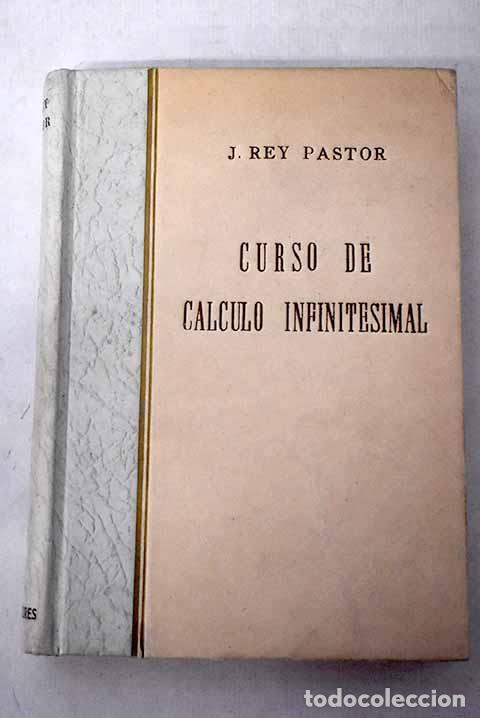 J. REY PASTOR
CURSO DE
CALCULO INFINITESIMAL
todocoleccion